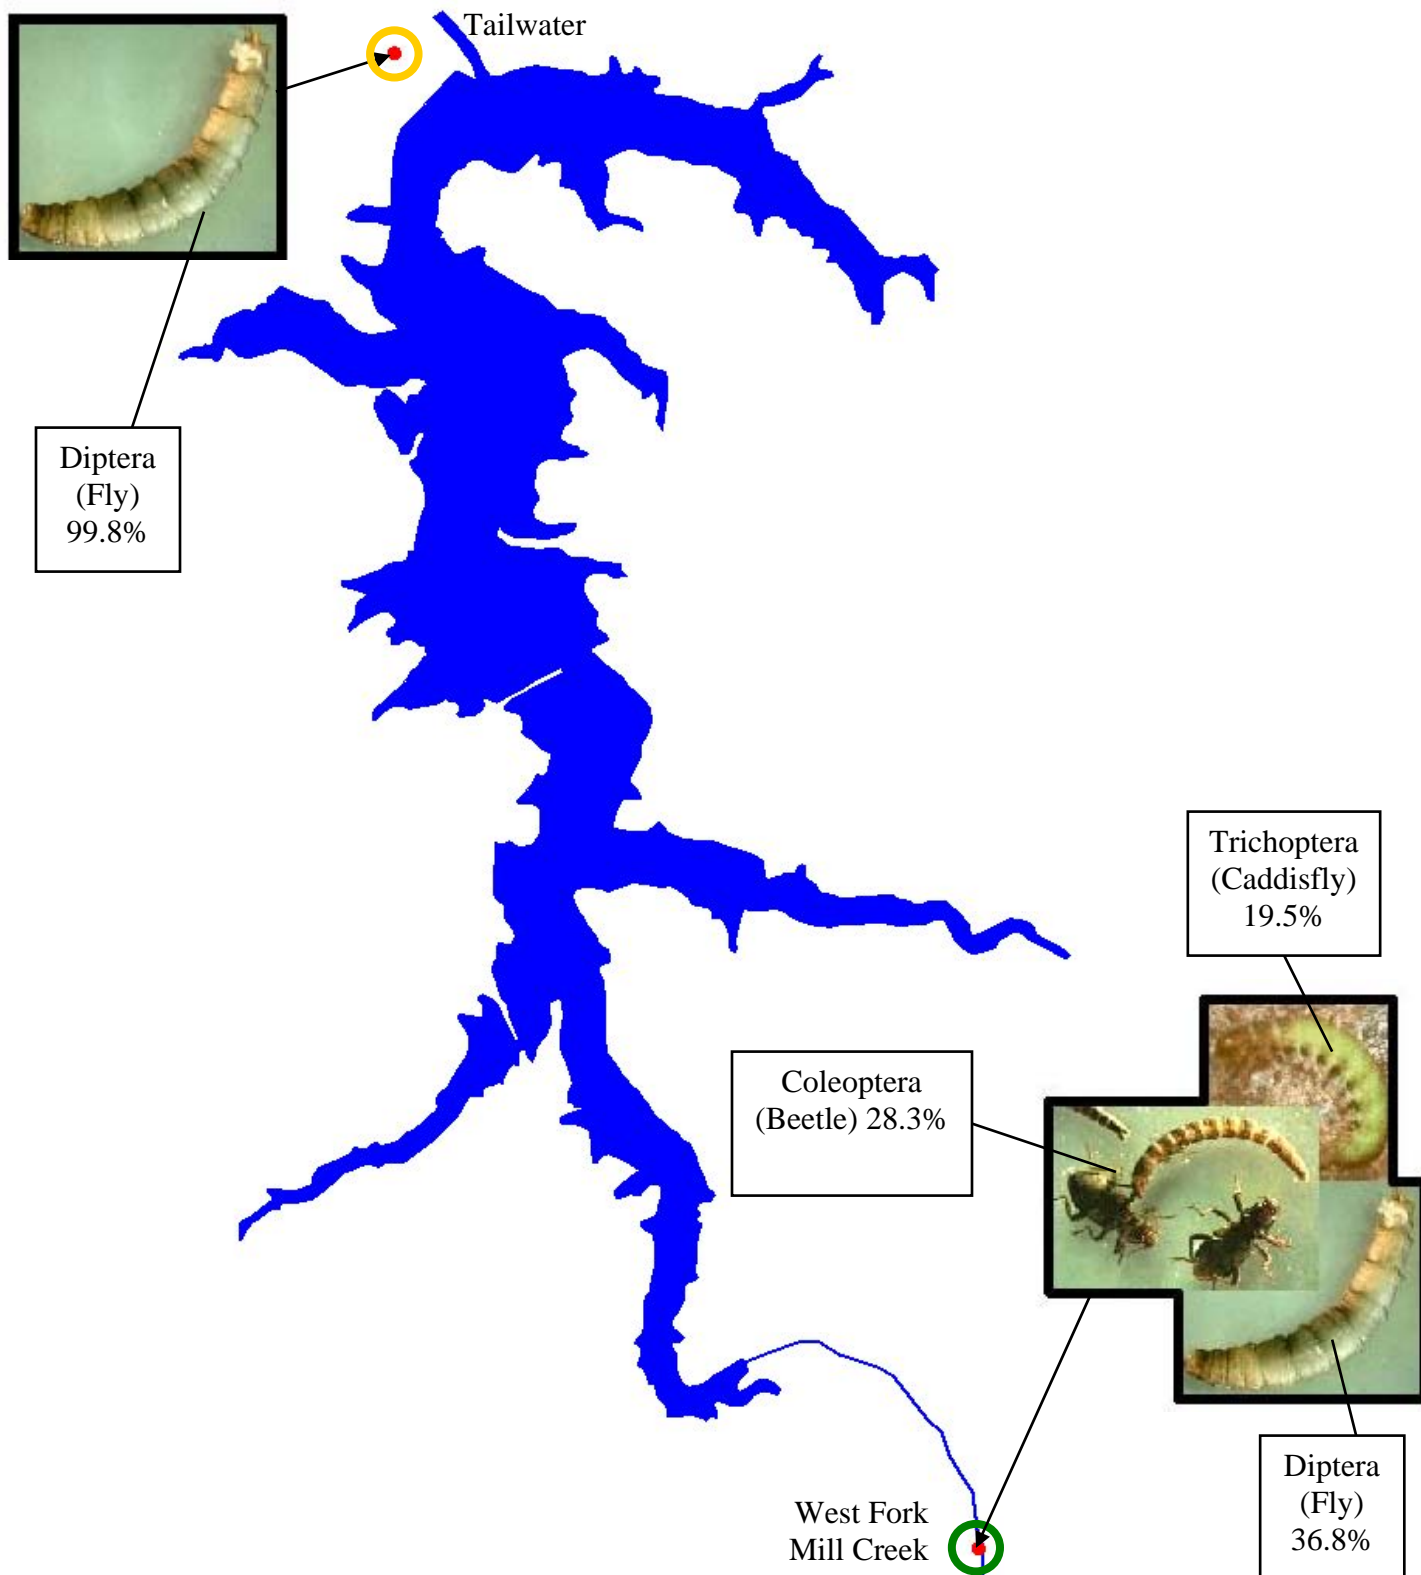 Tailwater
Diptera
(Fly)
99.8%
Trichoptera
(Caddisfly)
19.5%
Coleoptera
(Beetle) 28.3%
Diptera
(Fly)
36.8%
West Fork
Mill Creek